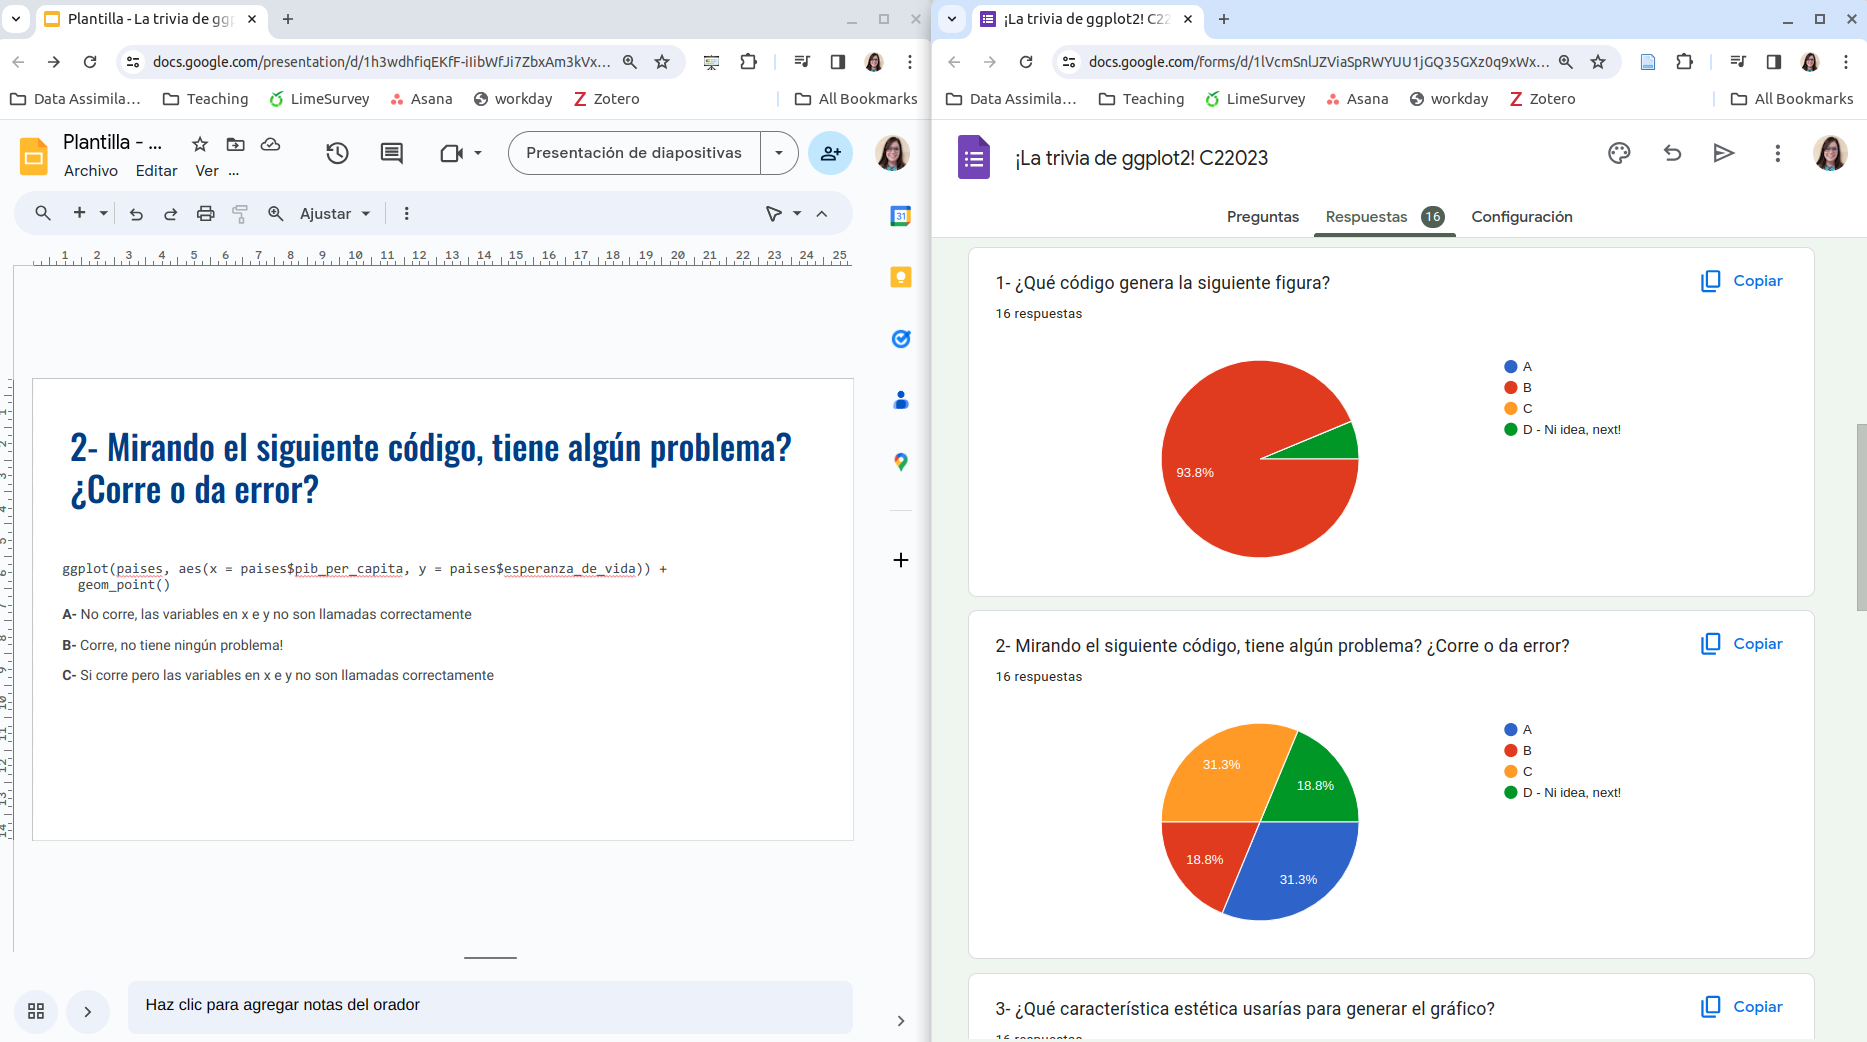 Plantilla - La trivia de gg
docs.google.com/presentation/d/1h3wdhfiqEKfF-iIibWfJi7ZbxAm3kVx...
Data Assimila...
Teaching
LimeSurvey
Asana
workday
Zotero
All Bookmarks
Plantilla - ...
Archivo Editar Ver ...
Presentación de diapositivas
Ajustar
1 2 3 4 5 6 7 8 9 10 11 12 13 14 15 16 17 18 19 20 21 22 23 24 25
31
2- Mirando el siguiente código, tiene algún problema?
¿Corre o da error?
ggplot(paises, aes(x = paises$pib_per_capita, y = paises$esperanza_de_vida)) +
geom_point()
A- No corre, las variables en x e y no son llamadas correctamente
B- Corre, no tiene ningún problema!
C- Si corre pero las variables en x e y no son llamadas correctamente
Haz clic para agregar notas del orador
¡La trivia de ggplot2! C22
docs.google.com/forms/d/1lVcmSnlJZViaSpRWYUU1jGQ35GXz0q9xWx...
Data Assimila...
Teaching
LimeSurvey
Asana
workday
Zotero
All Bookmarks
¡La trivia de ggplot2! C22023
Preguntas Respuestas 16 Configuración
1- ¿Qué código genera la siguiente figura?
Copiar
16 respuestas
93.8%
A
B
C
D - Ni idea, next!
2- Mirando el siguiente código, tiene algún problema? ¿Corre o da error?
Copiar
16 respuestas
31.3%
18.8%
18.8%
31.3%
A
B
C
D - Ni idea, next!
3- ¿Qué característica estética usarías para generar el gráfico?
Copiar
16 respuestas